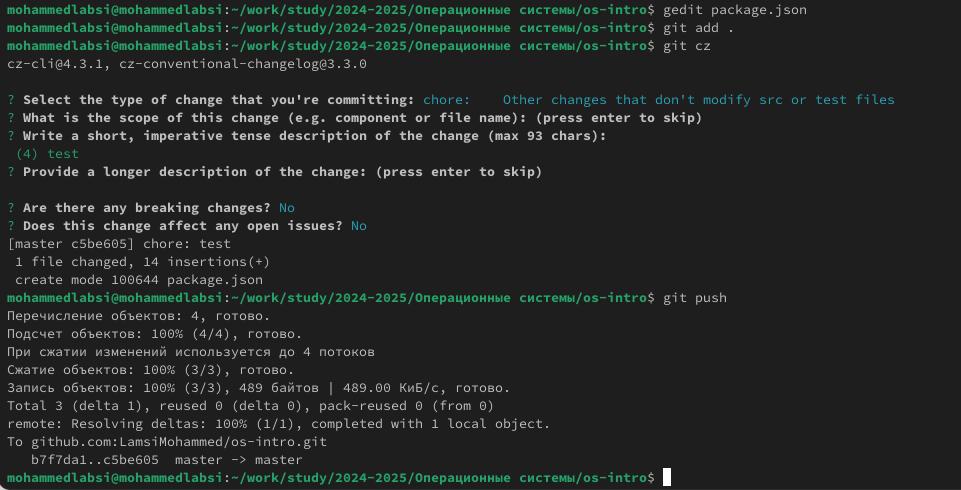 mohammedlabsi@mohammedlabsi:~/work/study/2024-2025/Операционные системы/os-intro$ gedit package.json
mohammedlabsi@mohammedlabsi:~/work/study/2024-2025/Операционные системы/os-intro$ git add .
mohammedlabsi@mohammedlabsi:~/work/study/2024-2025/Операционные системы/os-intro$ git cz
cz-cli@4.3.1, cz-conventional-changelog@3.3.0
? Select the type of change that you're committing: chore:    Other changes that don't modify src or test files
? What is the scope of this change (e.g. component or file name): (press enter to skip)
? Write a short, imperative tense description of the change (max 93 chars):
(4) test
? Provide a longer description of the change: (press enter to skip)
? Are there any breaking changes? No
? Does this change affect any open issues? No
[master c5be605] chore: test
1 file changed, 14 insertions(+)
create mode 100644 package.json
mohammedlabsi@mohammedlabsi:~/work/study/2024-2025/Операционные системы/os-intro$ git push
Перечисление объектов: 4, готово.
Подсчет объектов: 100% (4/4), готово.
При сжатии изменений используется до 4 потоков
Сжатие объектов: 100% (3/3), готово.
Запись объектов: 100% (3/3), 489 байтов | 489.00 КиБ/с, готово.
Total 3 (delta 1), reused 0 (delta 0), pack-reused 0 (from 0)
remote: Resolving deltas: 100% (1/1), completed with 1 local object.
To github.com:LamsiMohammed/os-intro.git
b7f7da1..c5be605  master -> master
mohammedlabsi@mohammedlabsi:~/work/study/2024-2025/Операционные системы/os-intro$